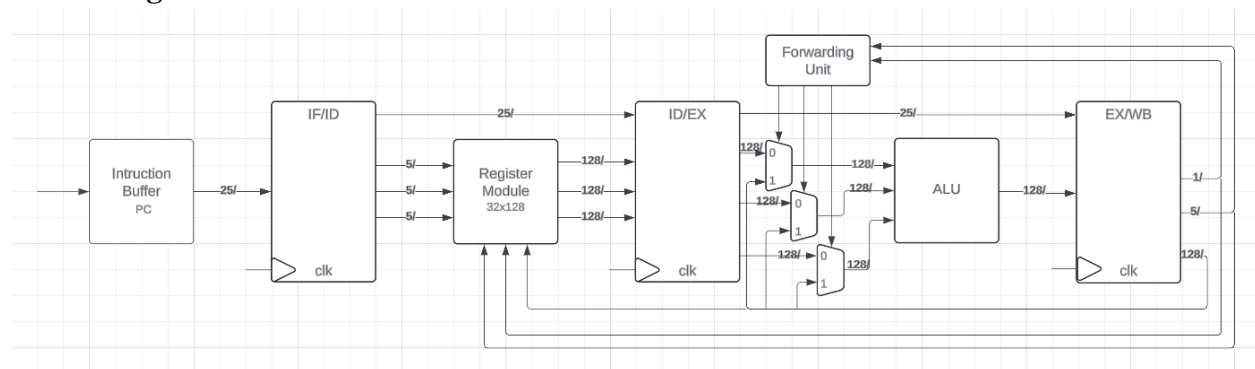 Forwarding
Unit
IF/ID
25/
ID/EX
25/
EX/WB
Intruction
Buffer
PC
25/
5/
5/
5/
Register
Module
32x128
128/
128/
128/
128/
0
1
128/
0
1
128/
0
1
128/
128/
128/
ALU
128/
1/
5/
128/
clk
clk
clk